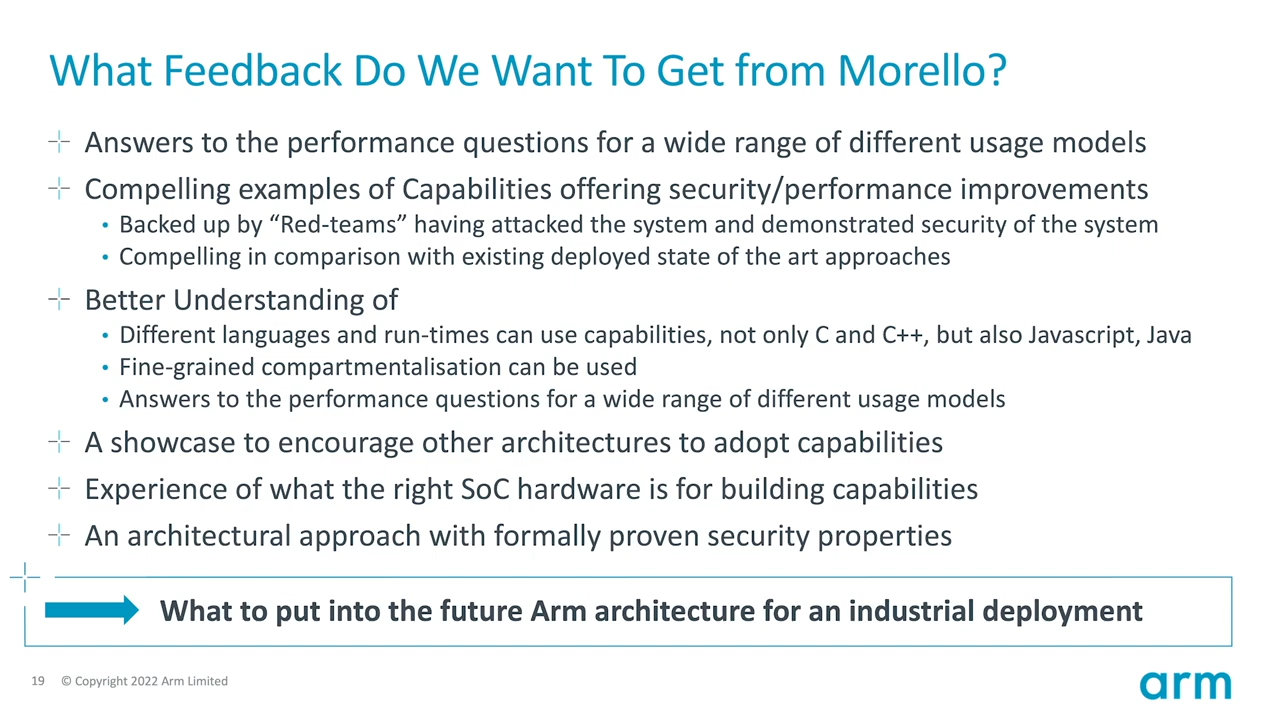 What Feedback Do We Want To Get from Morello?
Answers to the performance questions for a wide range of different usage models
Compelling examples of Capabilities offering security/performance improvements
• Backed up by “Red-teams” having attacked the system and demonstrated security of the system
• Compelling in comparison with existing deployed state of the art approaches
Better Understanding of
• Different languages and run-times can use capabilities, not only C and C++, but also Javascript, Java
• Fine-grained compartmentalisation can be used
• Answers to the performance questions for a wide range of different usage models
A showcase to encourage other architectures to adopt capabilities
Experience of what the right SoC hardware is for building capabilities
An architectural approach with formally proven security properties
What to put into the future Arm architecture for an industrial deployment
19 © Copyright 2022 Arm Limited
arm